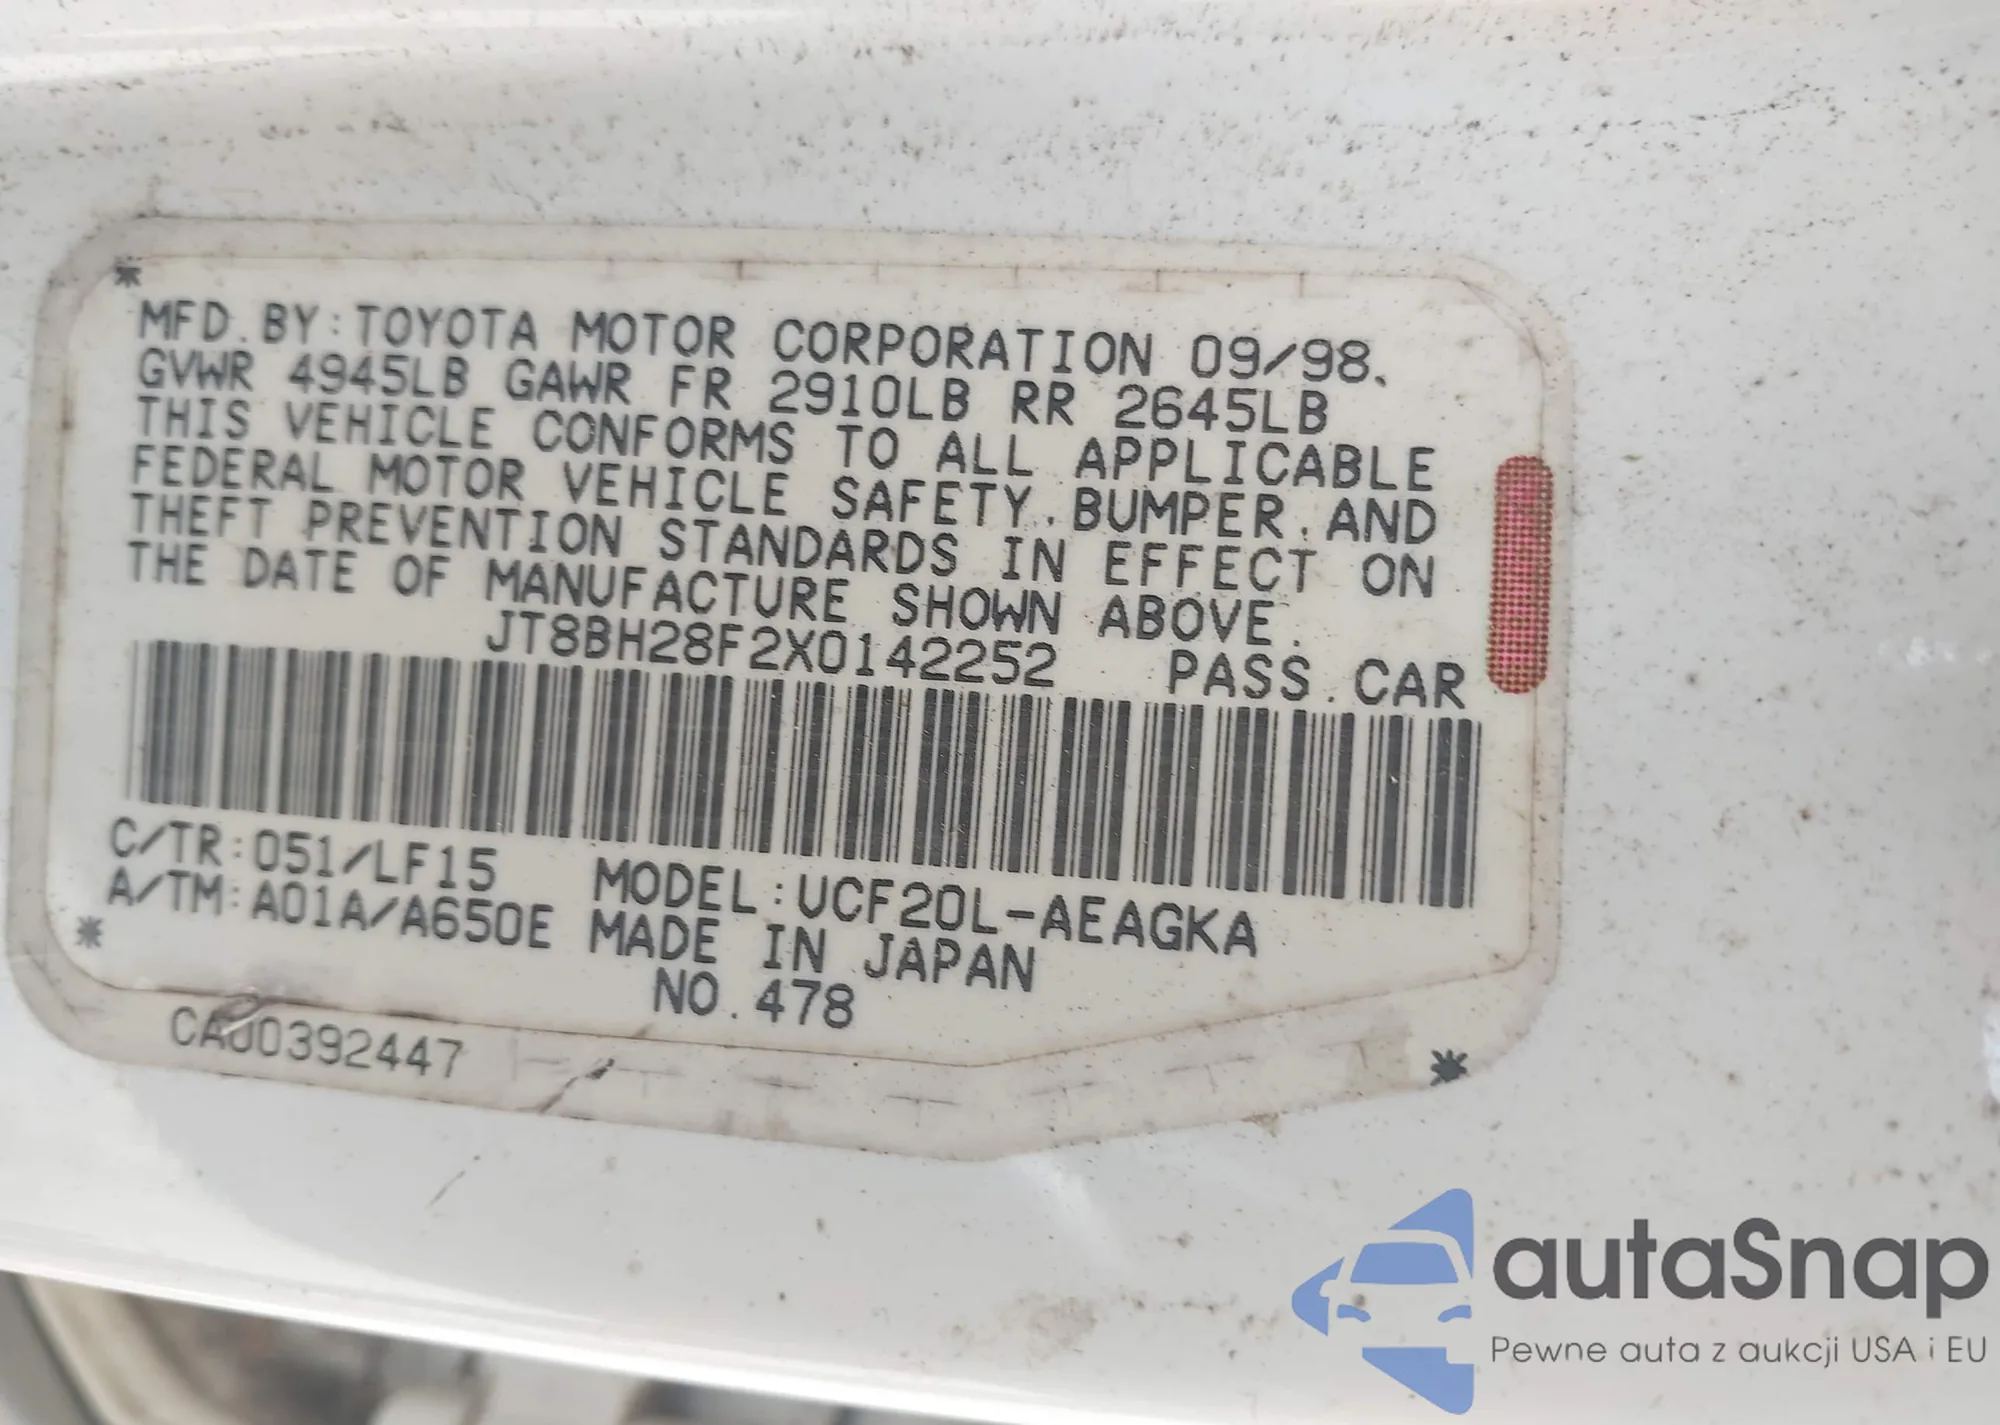 MFD.BY:TOYOTA MOTOR CORPORATION 09/98.
GVWR 4945LB GAWR FR 2910LB RR 2645LB
THIS VEHICLE CONFORMS TO ALL APPLICABLE
FEDERAL MOTOR VEHICLE SAFETY,BUMPER,AND
THEFT PREVENTION STANDARDS IN EFFECT ON
THE DATE OF MANUFACTURE SHOWN ABOVE.
JT8BH28F2X0142252 PASS.CAR
C/TR:051/LF15 MODEL:UCF20L-AEAGKA
A/TM:A01A/A650E MADE IN JAPAN
NO.478
CA00392447
autaSnap
Pewne auta z aukcji USA i EU